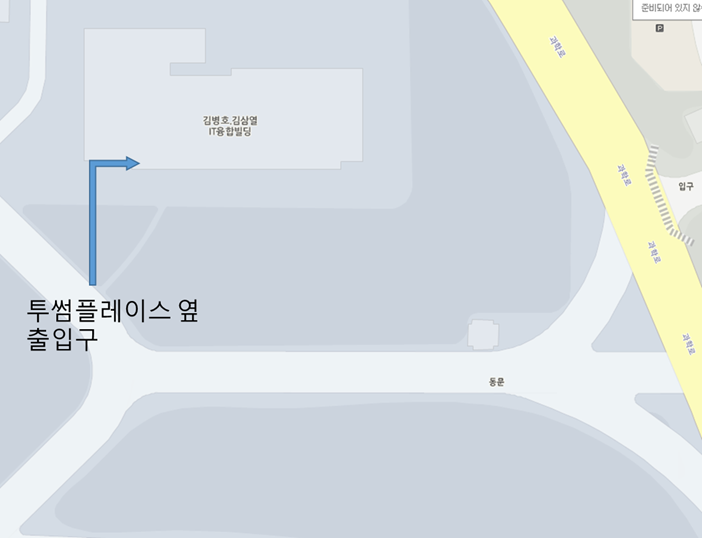 준비되어 있지 않
P
과학로
김병호.김삼열
IT융합빌딩
과학로
입구
과학로
투썸플레이스 옆
출입구
과학로
동문